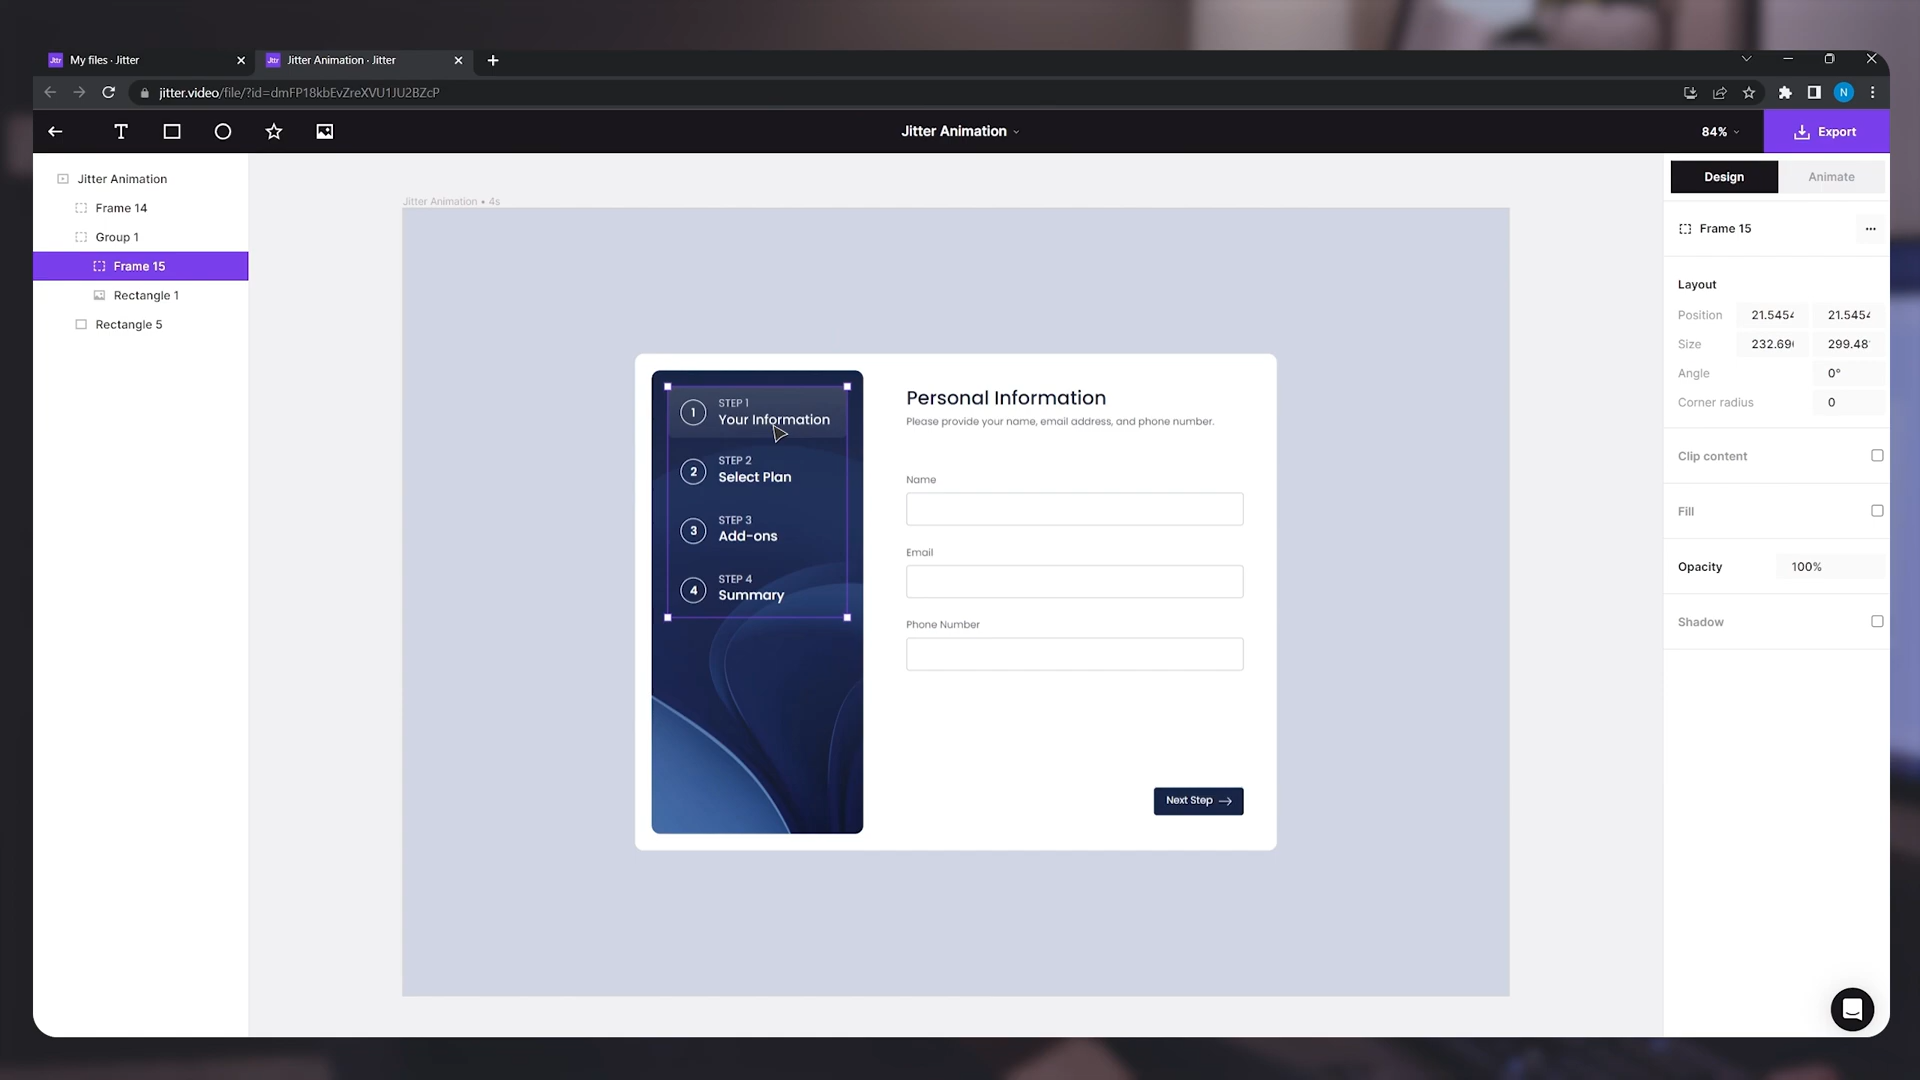 My files · Jitter
Jitter Animation · Jitter
jitter.video/file/?id=dmFP18kbEvZreXVU1JU2BZcP
N
T
Jitter Animation
84%
Export
Jitter Animation
Frame 14
Group 1
Frame 15
Rectangle 1
Rectangle 5
Jitter Animation • 4s
1
STEP 1
Your Information
2
STEP 2
Select Plan
3
STEP 3
Add-ons
4
STEP 4
Summary
Personal Information
Please provide your name, email address, and phone number.
Name
Email
Phone Number
Next Step
Design
Animate
Frame 15
Layout
Position
Size 232.69 299.48
Angle 0°
Corner radius 0
Clip content
Fill
Opacity 100%
Shadow